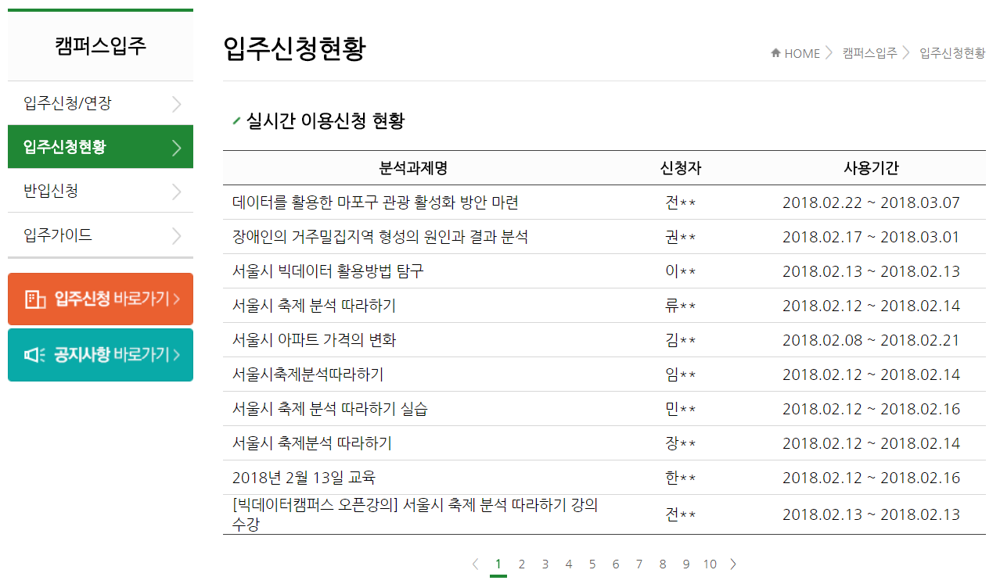 캠퍼스입주
입주신청/연장
입주신청현황
반입신청
입주가이드
입주신청 바로가기
공지사항 바로가기
입주신청현황
HOME 캠퍼스입주 입주신청현황
실시간 이용신청 현황
분석과제명 신청자 사용기간
데이터를 활용한 마포구 관광 활성화 방안 마련 전** 2018.02.22 ~ 2018.03.07
장애인의 거주밀집지역 형성의 원인과 결과 분석 권** 2018.02.17 ~ 2018.03.01
서울시 빅데이터 활용방법 탐구 이** 2018.02.13 ~ 2018.02.13
서울시 축제 분석 따라하기 류** 2018.02.12 ~ 2018.02.14
서울시 아파트 가격의 변화 김** 2018.02.08 ~ 2018.02.21
서울시축제분석따라하기 임** 2018.02.12 ~ 2018.02.14
서울시 축제 분석 따라하기 실습 민** 2018.02.12 ~ 2018.02.16
서울시 축제분석 따라하기 장** 2018.02.12 ~ 2018.02.14
2018년 2월 13일 교육 한** 2018.02.12 ~ 2018.02.16
[빅데이터캠퍼스 오픈강의] 서울시 축제 분석 따라하기 강의
수강 전** 2018.02.13 ~ 2018.02.13
1 2 3 4 5 6 7 8 9 10